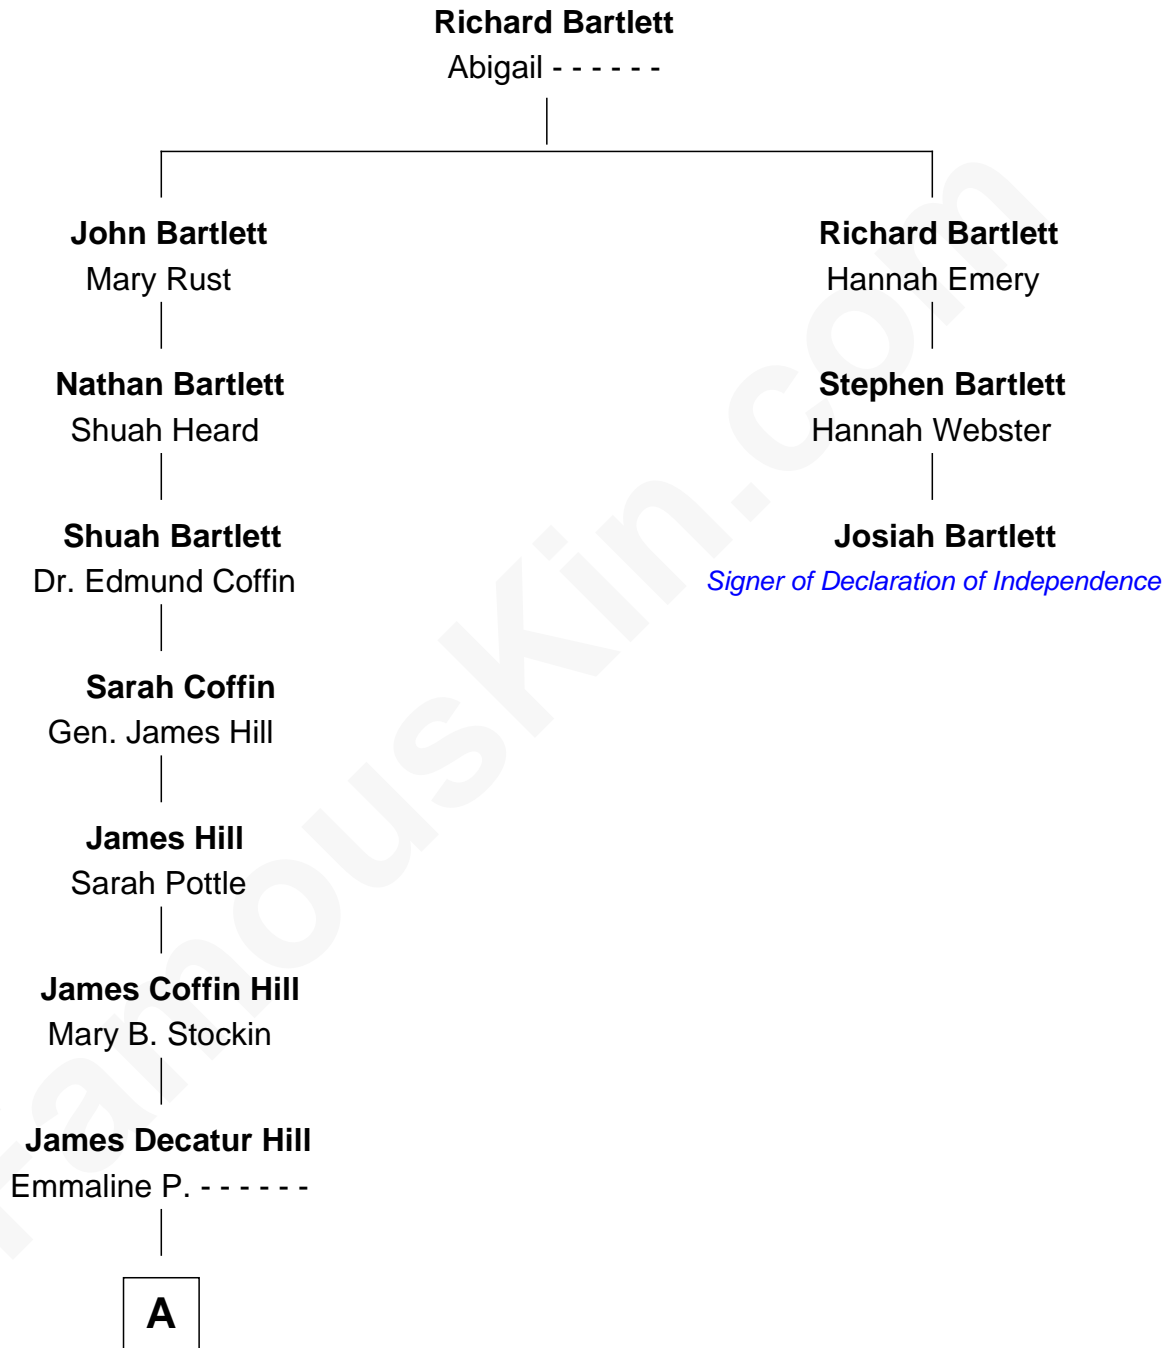 Richard Bartlett
Abigail - - - - - -
John Bartlett
Mary Rust
Richard Bartlett
Hannah Emery
Nathan Bartlett
Shuah Heard
Stephen Bartlett
Hannah Webster
Shuah Bartlett
Dr. Edmund Coffin
Josiah Bartlett
Signer of Declaration of Independence
Sarah Coffin
Gen. James Hill
James Hill
Sarah Pottle
James Coffin Hill
Mary B. Stockin
James Decatur Hill
Emmaline P. - - - - - -
A
FamousKin.com